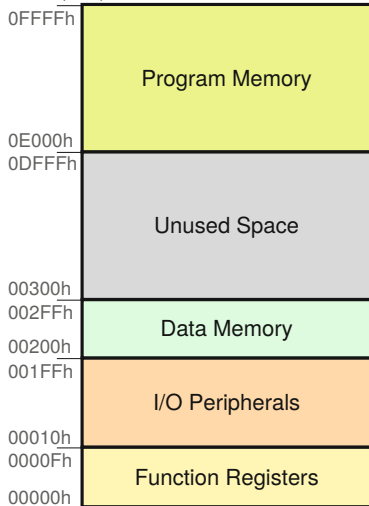 0FFFFh
Program Memory
0E000h
0DFFFh
Unused Space
00300h
002FFh
Data Memory
00200h
001FFh
I/O Peripherals
00010h
0000Fh
Function Registers
00000h